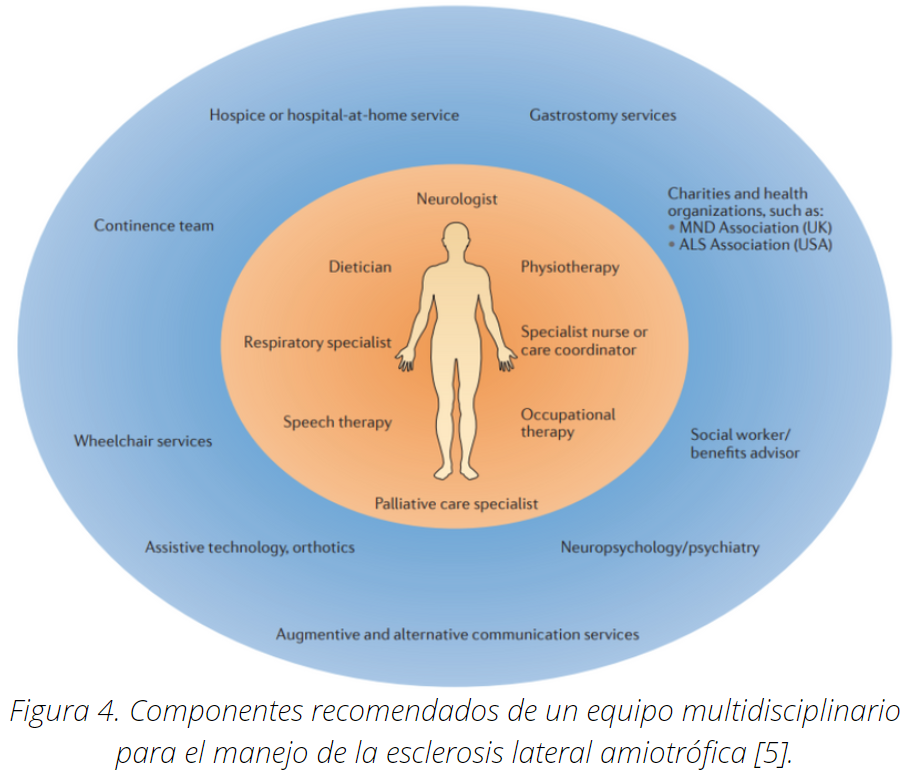 Hospice or hospital-at-home service
Gastrostomy services
Charities and health
organizations, such as:
• MND Association (UK)
• ALS Association (USA)
Continence team
Neurologist
Dietician
Physiotherapy
Respiratory specialist
Specialist nurse or
care coordinator
Speech therapy
Occupational
therapy
Wheelchair services
Social worker/
benefits advisor
Palliative care specialist
Assistive technology, orthotics
Neuropsychology/psychiatry
Augmentive and alternative communication services
Figura 4. Componentes recomendados de un equipo multidisciplinario
para el manejo de la esclerosis lateral amiotrófica [5].